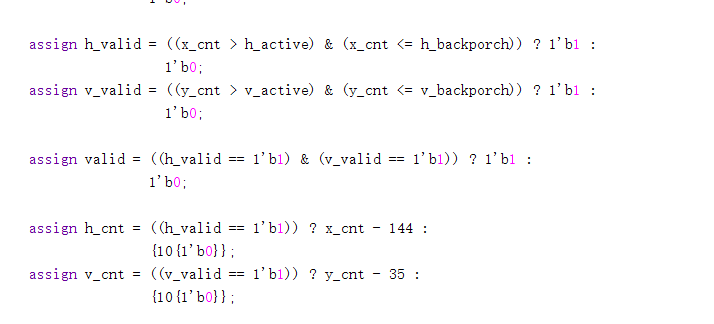 1'b0;
assign h_valid = ((x_cnt > h_active) & (x_cnt <= h_backporch)) ? 1'b1 :
1'b0;
assign v_valid = ((y_cnt > v_active) & (y_cnt <= v_backporch)) ? 1'b1 :
1'b0;
assign valid = ((h_valid == 1'b1) & (v_valid == 1'b1)) ? 1'b1 :
1'b0;
assign h_cnt = ((h_valid == 1'b1)) ? x_cnt - 144 :
{10{1'b0}};
assign v_cnt = ((v_valid == 1'b1)) ? y_cnt - 35 :
{10{1'b0}};